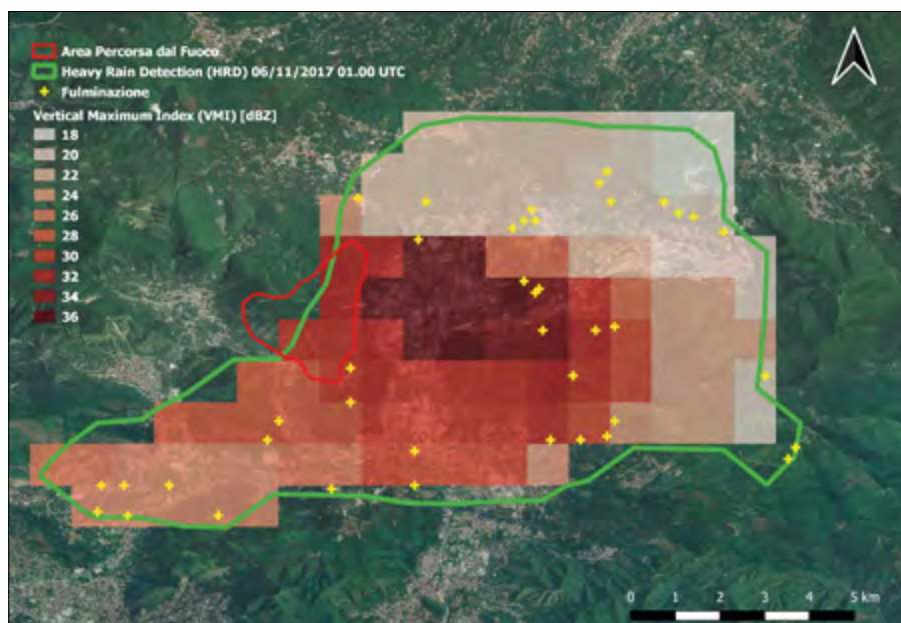 Area Percorsa dal Fuoco
Heavy Rain Detection (HRD) 06/11/2017 01.00 UTC
Fulminazione
Vertical Maximum Index (VMI) [dBZ]
18
20
22
24
26
28
30
32
34
36
0 1 2 3 4 5 km